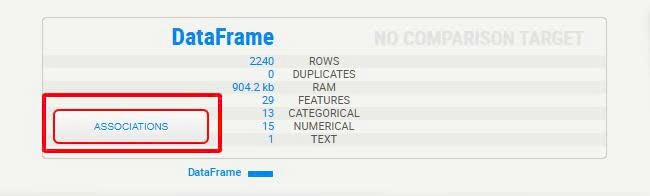 DataFrame NO COMPARISON TARGET
2240 ROWS
0 DUPLICATES
904.2 kb RAM
29 FEATURES
13 CATEGORICAL
ASSOCIATIONS
15 NUMERICAL
1 TEXT
DataFrame